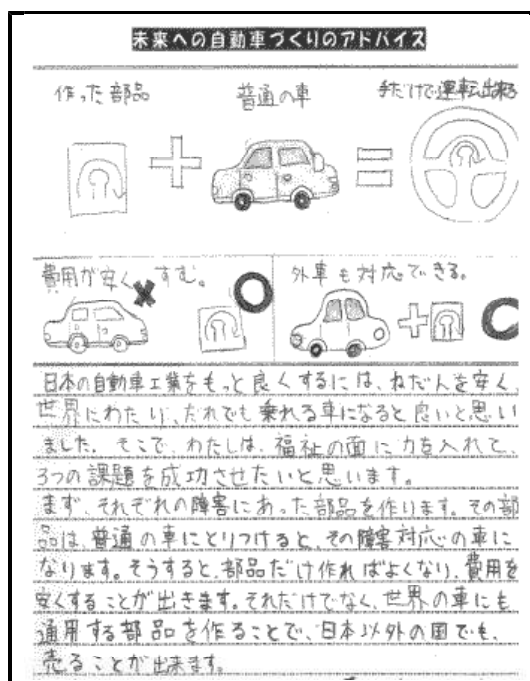 未来への自動車づくりのアドバイス
作った部品
普通の車
手だけで運転出来る
費用が安くすむ。
外車も対応できる。
日本の自動車工業をもっと良くするには、ねだんを安く、
世界にわたり、だれでも乗れる車になると良いと思い
ました。そこで、わたしは、福祉の面に力を入れて、
3つの課題を成功させたいと思います。
まず、それぞれの障害にあった部品を作ります。その部
品は、普通の車にとりつけると、その障害対応の車に
なります。そうすると、部品だけ作ればよくなり、費用を
安くすることが出きます。それだけでなく、世界の車にも
通用する部品を作ることで、日本以外の国でも、
売ることが出来ます。